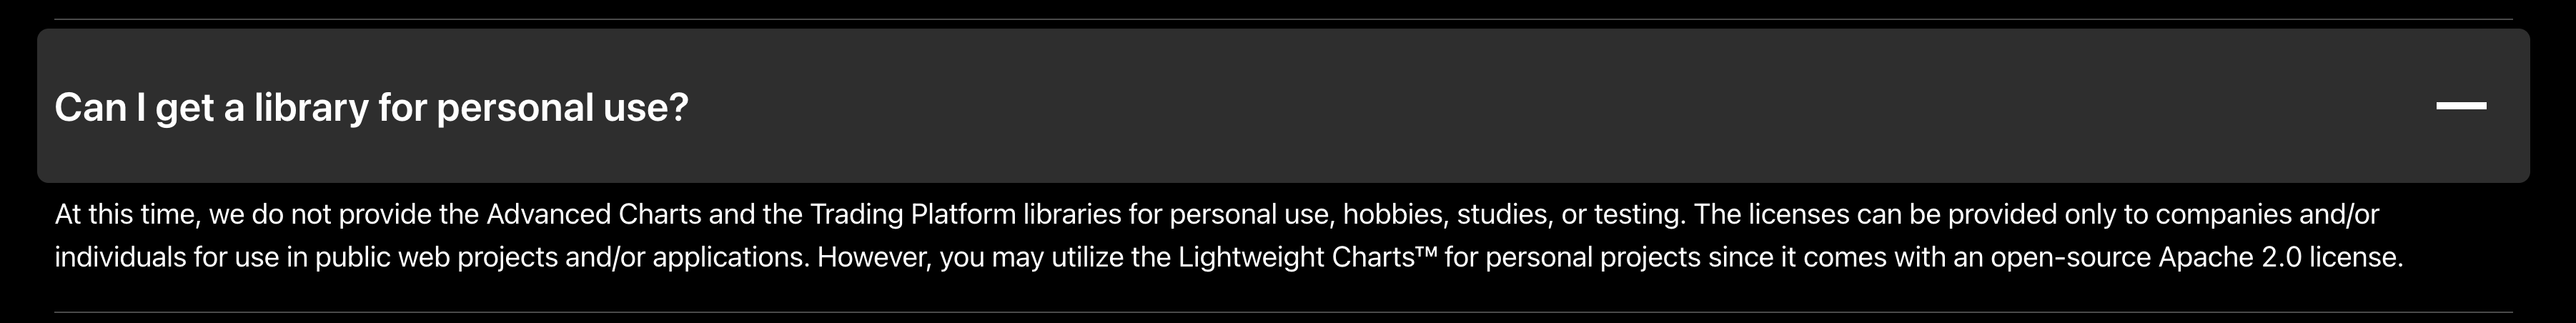 Can I get a library for personal use?
At this time, we do not provide the Advanced Charts and the Trading Platform libraries for personal use, hobbies, studies, or testing. The licenses can be provided only to companies and/or
individuals for use in public web projects and/or applications. However, you may utilize the Lightweight Charts™ for personal projects since it comes with an open-source Apache 2.0 license.